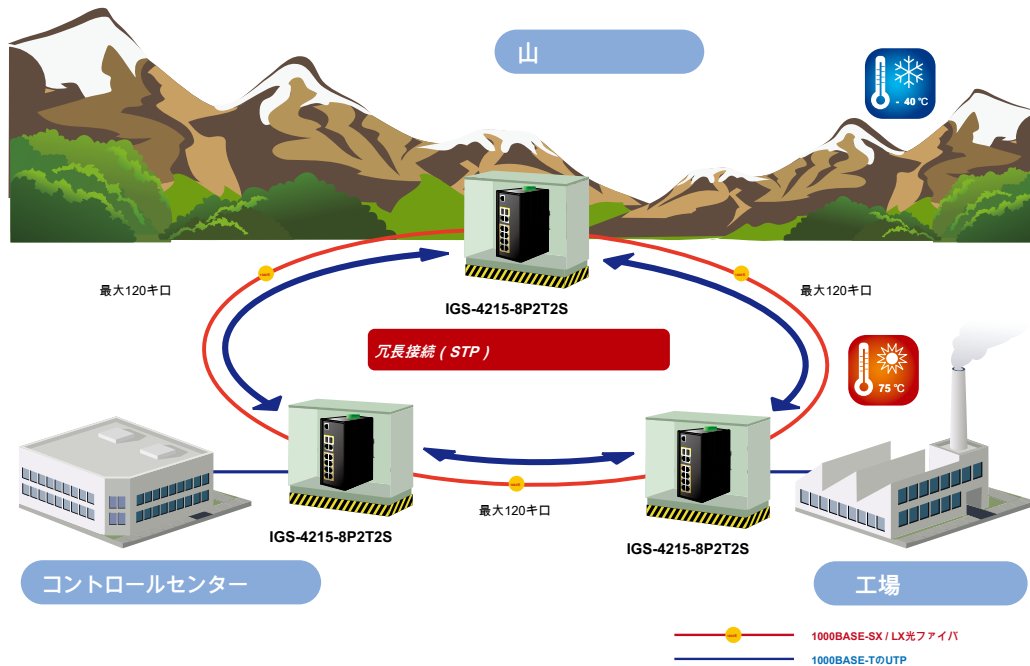 山
- 40 ℃
最大120キロ
最大120キロ
IGS-4215-8P2T2S
冗長接続 ( STP )
75 ℃
最大120キロ
IGS-4215-8P2T2S
IGS-4215-8P2T2S
コントロールセンター
工場
1000BASE-SX / LX光ファイバ
1000BASE-TのUTP